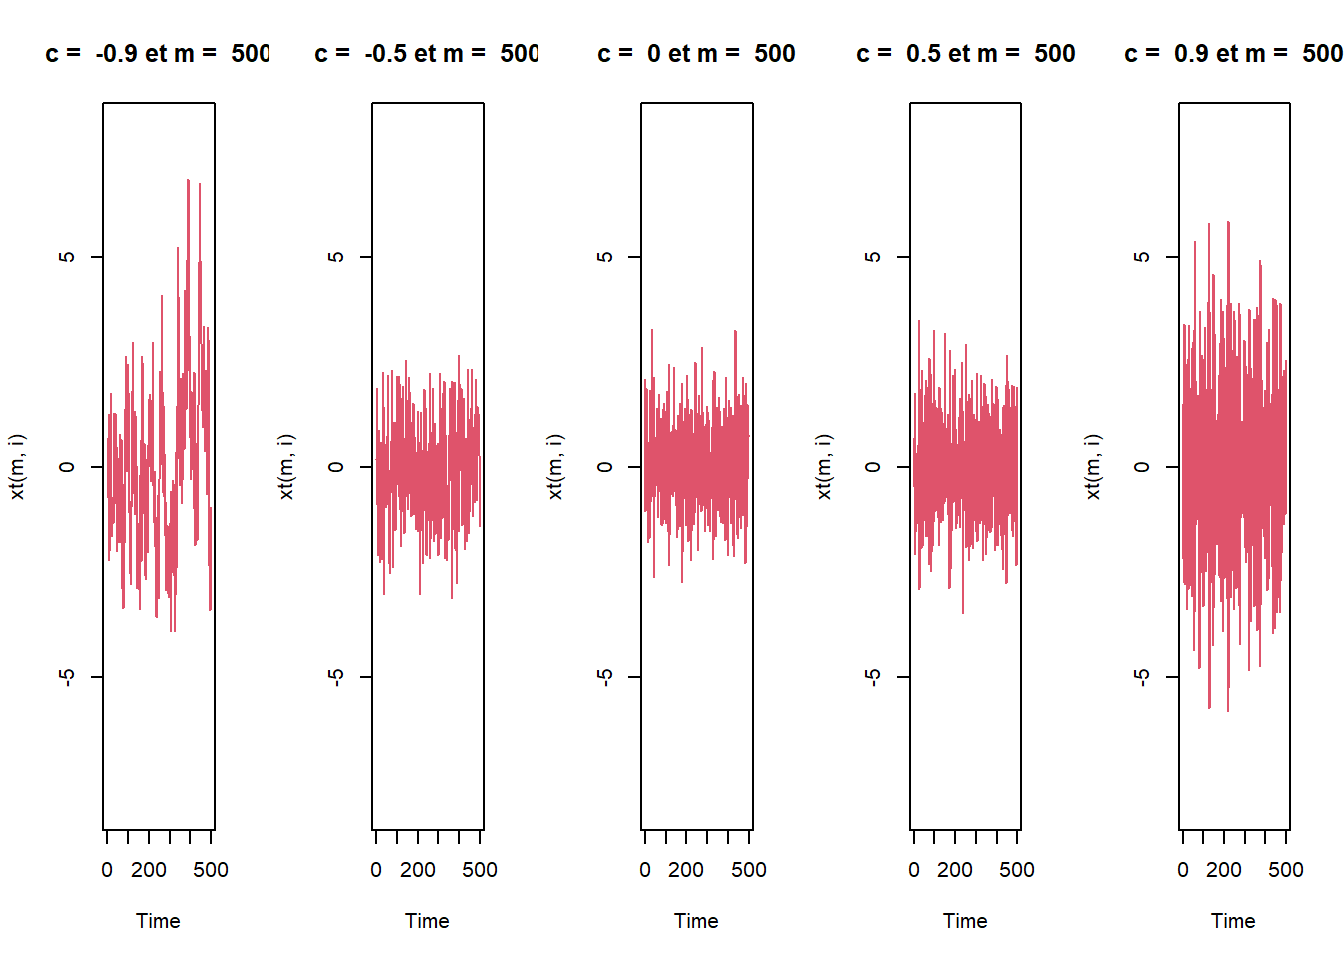 c =  -0.9 et m =  500
c =  -0.5 et m =  500
c =  0 et m =  500
c =  0.5 et m =  500
c =  0.9 et m =  500
xt(m, i)
5
0
-5
0 200 500
Time
xt(m, i)
5
0
-5
0 200 500
Time
xt(m, i)
5
0
-5
0 200 500
Time
xt(m, i)
5
0
-5
0 200 500
Time
xt(m, i)
5
0
-5
0 200 500
Time